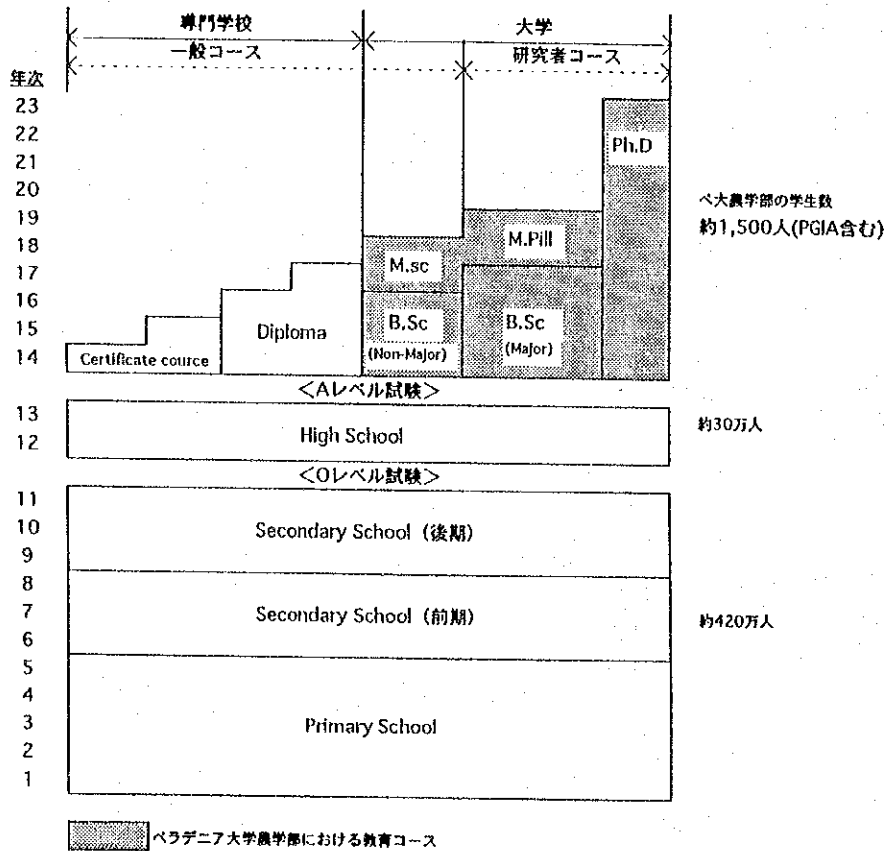 専門学校 大学
一般コース 研究者コース
年次
23
22
21
20
19
18
17
16
15
14
Ph.D
M.Pill
M.sc
B.Sc
(Non-Major)
B.Sc
(Major)
Diploma
Certificate cource
ペ大農学部の学生数
約1,500人(PGIA含む)
＜Aレベル試験＞
13
12
High School
約30万人
＜Oレベル試験＞
11
10
9
Secondary School (後期)
8
7
6
Secondary School (前期)
約420万人
5
4
3
2
1
Primary School
ペラデニア大学農学部における教育コース